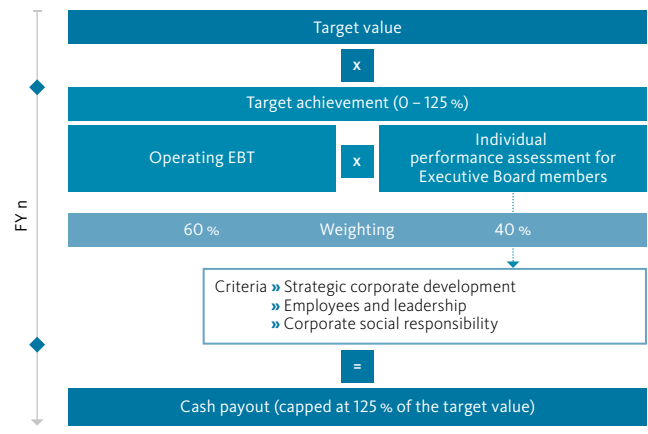 Target value
x
Target achievement (0 – 125 %)
Operating EBT
x
Individual
performance assessment for
Executive Board members
FY n
60 % Weighting 40 %
Criteria » Strategic corporate development
» Employees and leadership
» Corporate social responsibility
=
Cash payout (capped at 125 % of the target value)